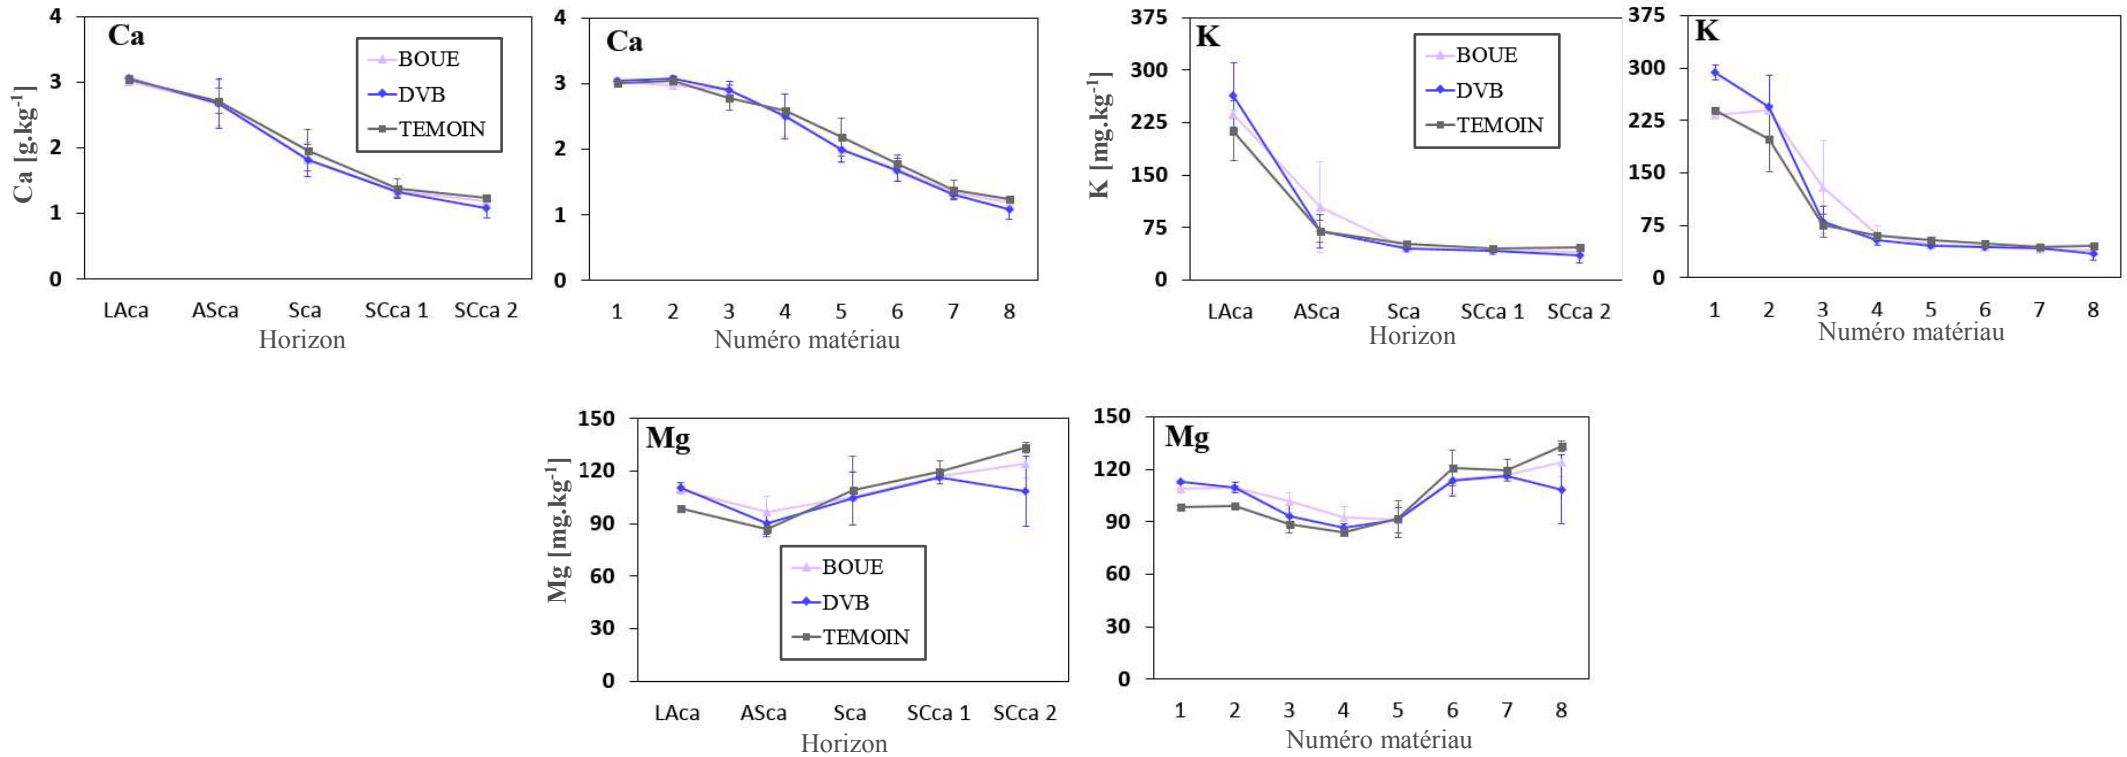 Ca [g.kg-1]
4
3
2
1
0
Ca
BOUE
DVB
TEMOIN
LAca ASca Sca SCca 1 SCca 2
Horizon
4
3
2
1
0
Ca
1 2 3 4 5 6 7 8
Numéro matériau
K [mg.kg-1]
375
300
225
150
75
0
K
BOUE
DVB
TEMOIN
LAca ASca Sca SCca 1 SCca 2
Horizon
375
300
225
150
75
0
K
1 2 3 4 5 6 7 8
Numéro matériau
Mg [mg.kg-1]
150
120
90
60
30
0
Mg
BOUE
DVB
TEMOIN
LAca ASca Sca SCca 1 SCca 2
Horizon
150
120
90
60
30
0
Mg
1 2 3 4 5 6 7 8
Numéro matériau